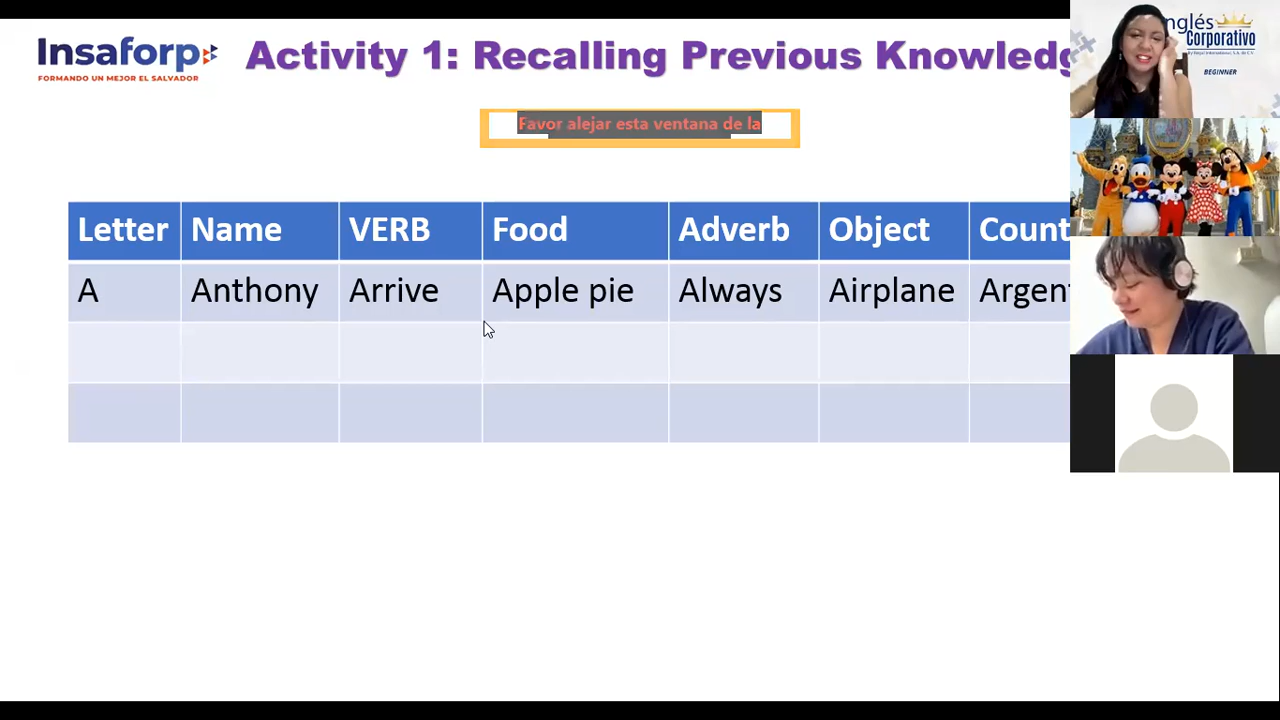 Insaforp
FORMANDO UN MEJOR EL SALVADOR
Activity 1: Recalling Previous Knowledg
Favor alejar esta ventana de la
Inglés
Corporativo
BEGINNER
Letter Name VERB Food Adverb Object Count
A Anthony Arrive Apple pie Always Airplane Argent